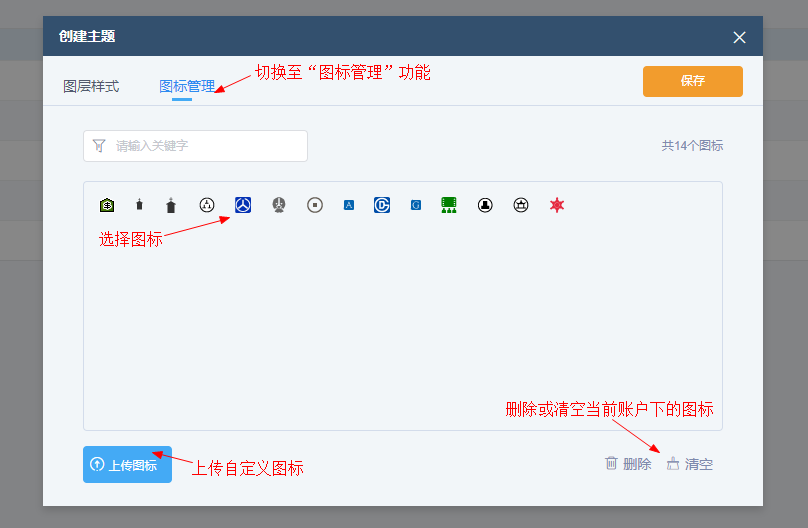 创建主题
图层样式
图标管理
切换至“图标管理”功能
保存
请输入关键字
共14个图标
选择图标
删除或清空当前账户下的图标
上传图标
上传自定义图标
删除
清空